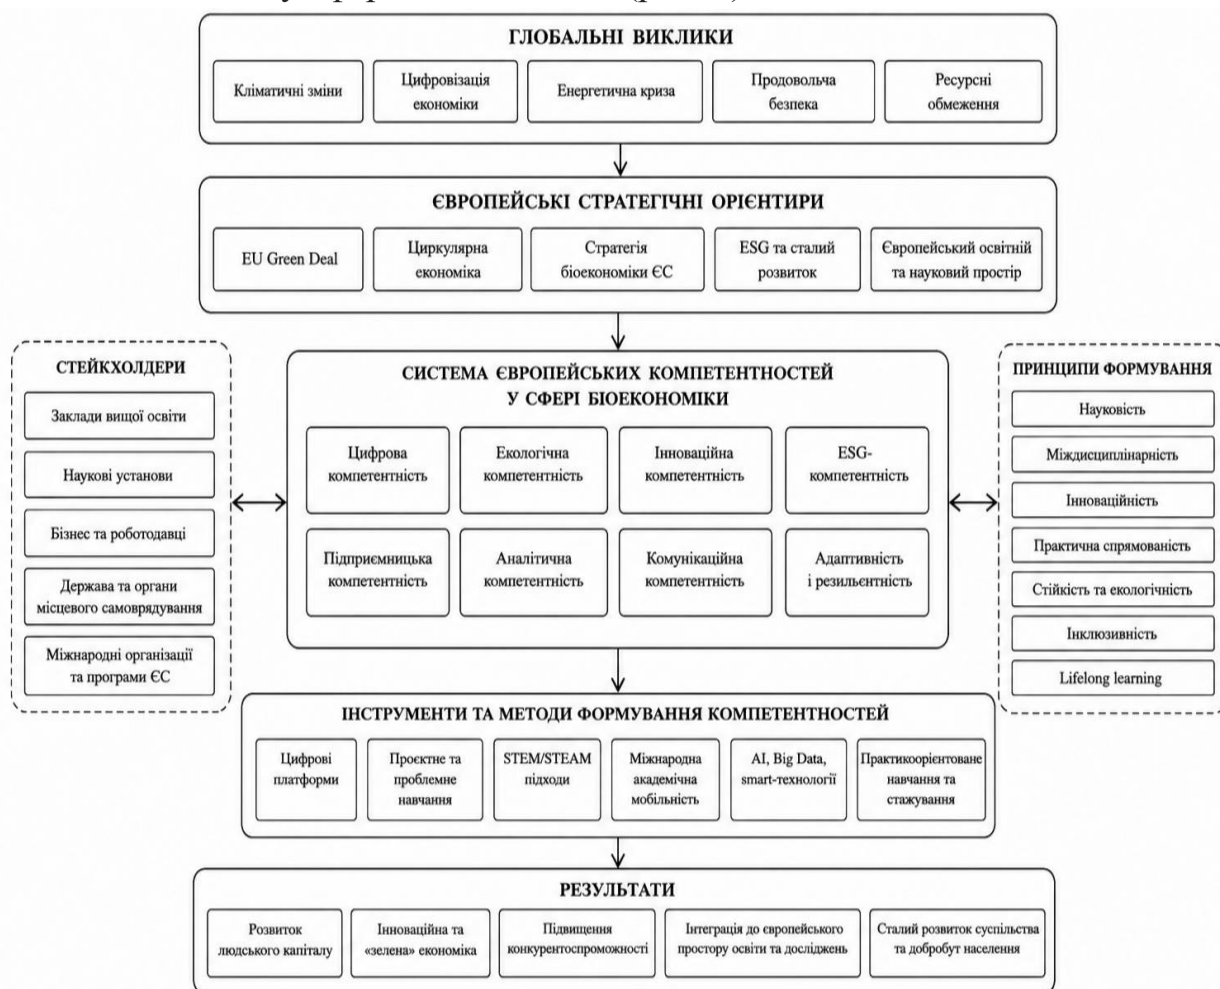 ГЛОБАЛЬНІ ВИКЛИКИ
Кліматичні зміни
Цифровізація
економіки
Енергетична криза
Продовольча
безпека
Ресурсні
обмеження
ЄВРОПЕЙСЬКІ СТРАТЕГІЧНІ ОРІЄНТИРИ
EU Green Deal
Циркулярна
економіка
Стратегія
біоекономіки ЄС
ESG та сталий
розвиток
Європейський освітній
та науковий простір
СТЕЙКХОЛДЕРИ
Заклади вищої освіти
Наукові установи
Бізнес та роботодавці
Держава та органи
місцевого самоврядування
Міжнародні організації
та програми ЄС
СИСТЕМА ЄВРОПЕЙСЬКИХ КОМПЕТЕНТНОСТЕЙ
У СФЕРІ БІОЕКОНОМІКИ
Цифрова
компетентність
Екологічна
компетентність
Інноваційна
компетентність
ESG-
компетентність
Підприємницька
компетентність
Аналітична
компетентність
Комунікаційна
компетентність
Адаптивність
і резильєнтність
ПРИНЦИПИ ФОРМУВАННЯ
Науковість
Міждисциплінарність
Інноваційність
Практична спрямованість
Стійкість та екологічність
Інклюзивність
Lifelong learning
ІНСТРУМЕНТИ ТА МЕТОДИ ФОРМУВАННЯ КОМПЕТЕНТНОСТЕЙ
Цифрові
платформи
Проєктне та
проблемне
навчання
STEM/STEAM
підходи
Міжнародна
академічна
мобільність
AI, Big Data,
smart-технології
Практикоорієнтоване
навчання та
стажування
РЕЗУЛЬТАТИ
Розвиток
людського капіталу
Інноваційна та
«зелена» економіка
Підвищення
конкурентоспроможності
Інтеграція до європейського
простору освіти та досліджень
Сталий розвиток суспільства
та добробут населення